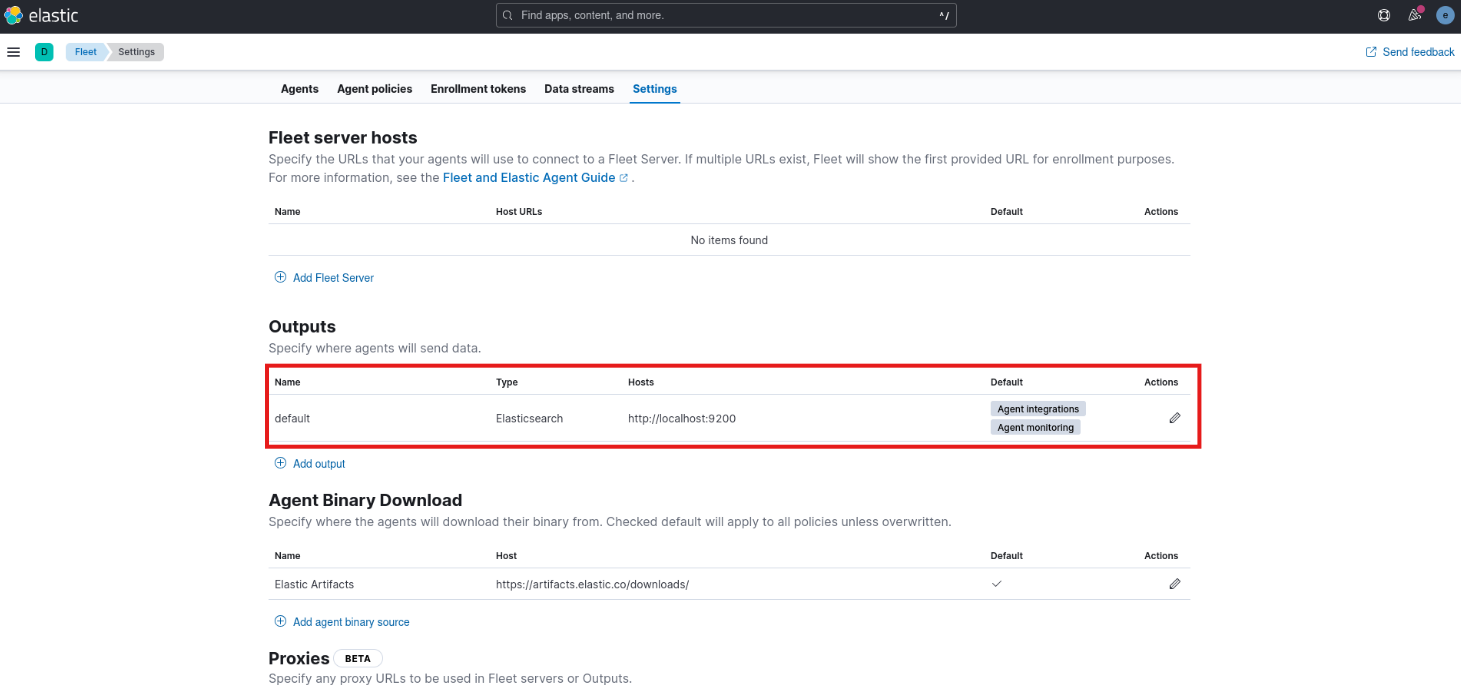 elastic
Find apps, content, and more.
^/
e
D
Fleet
Settings
Send feedback
Agents
Agent policies
Enrollment tokens
Data streams
Settings
Fleet server hosts
Specify the URLs that your agents will use to connect to a Fleet Server. If multiple URLs exist, Fleet will show the first provided URL for enrollment purposes.
For more information, see the Fleet and Elastic Agent Guide .
Name Host URLs Default Actions
No items found
Add Fleet Server
Outputs
Specify where agents will send data.
Name Type Hosts Default Actions
default Elasticsearch http://localhost:9200 Agent integrations
Agent monitoring
Add output
Agent Binary Download
Specify where the agents will download their binary from. Checked default will apply to all policies unless overwritten.
Name Host Default Actions
Elastic Artifacts https://artifacts.elastic.co/downloads/
Add agent binary source
Proxies BETA
Specify any proxy URLs to be used in Fleet servers or Outputs.